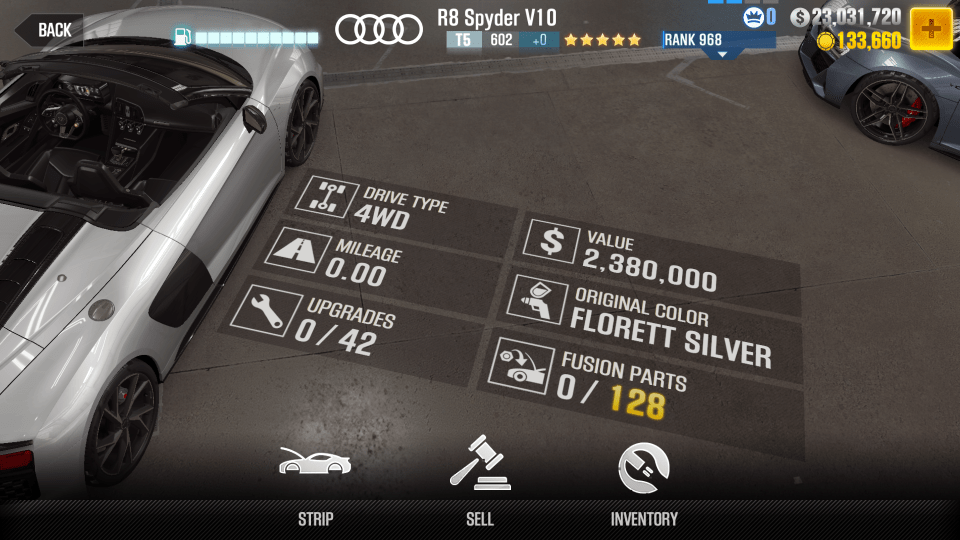 BACK
R8 Spyder V10
T5 602 +0
RANK 968
0
23,031,720
133,660
DRIVE TYPE
4WD
MILEAGE
0.00
UPGRADES
0 / 42
VALUE
2,380,000
ORIGINAL COLOR
FLORETT SILVER
FUSION PARTS
0 / 128
STRIP
SELL
INVENTORY